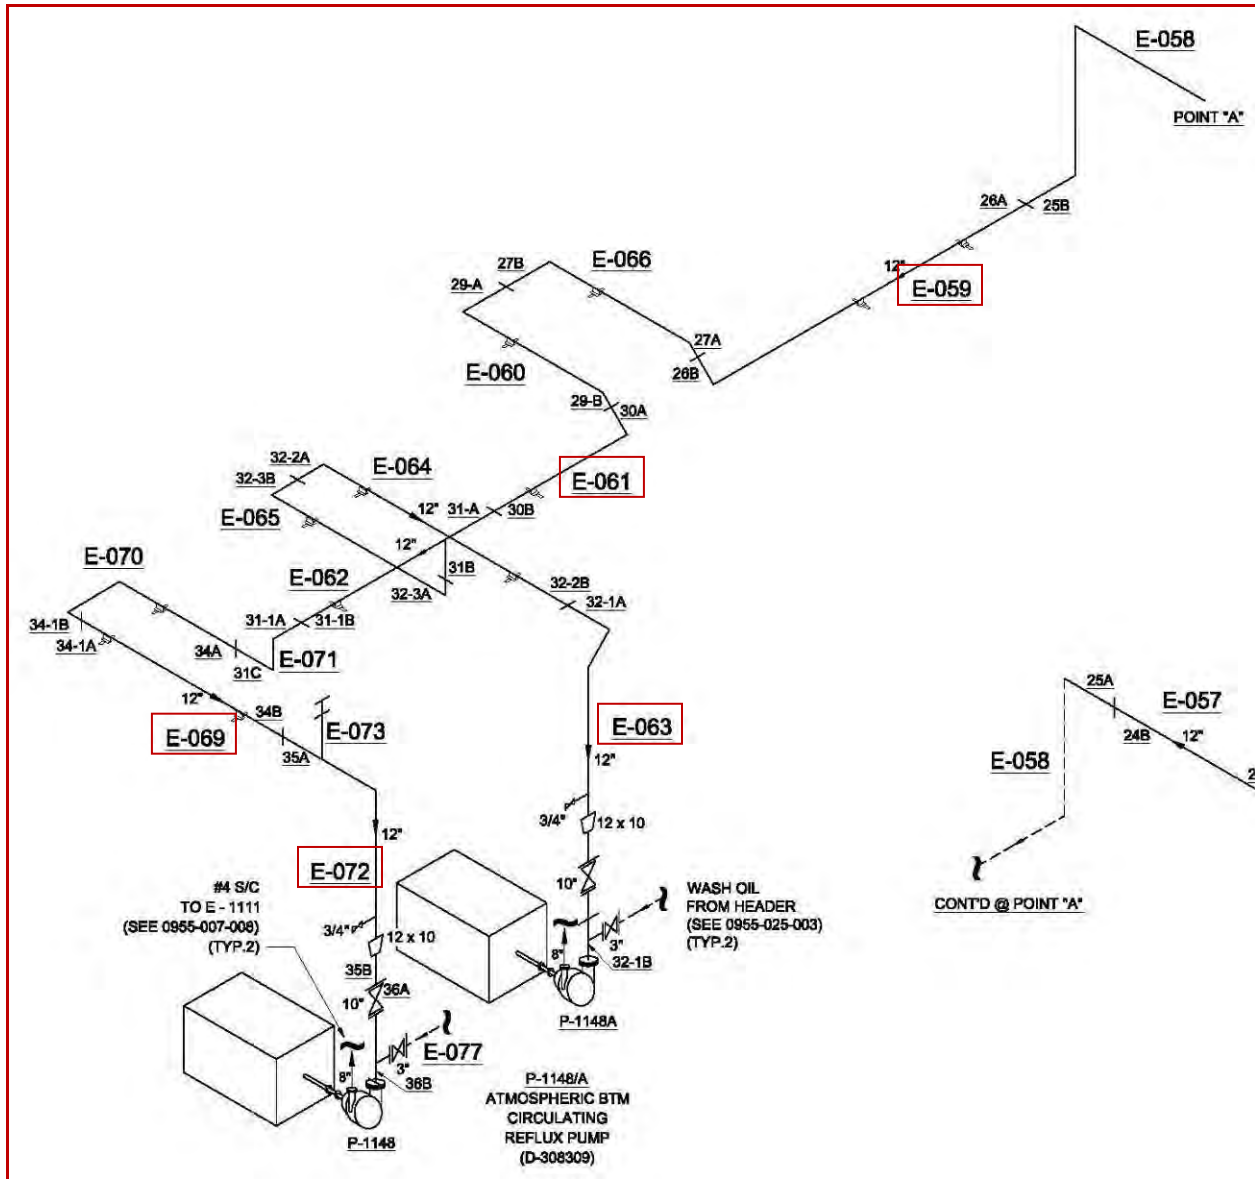 E-058
POINT "A"
26A
25B
12"
E-059
E-066
27B
29-A
27A
26B
E-060
29-B
30A
E-061
32-2A
E-064
32-3B
12"
31-A
30B
E-065
12"
E-070
E-062
31B
32-2B
32-3A
32-1A
31-1A
31-1B
34-1B
34-1A
34A
31C
E-071
25A
E-057
24B
12"
2
E-058
CONT'D @ POINT "A"
12"
34B
E-069
E-073
35A
E-063
12"
3/4"
12 x 10
12"
E-072
10"
#4 S/C
TO E - 1111
(SEE 0955-007-008)
(TYP.2)
WASH OIL
FROM HEADER
(SEE 0955-025-003)
(TYP.2)
3/4"
12 x 10
8"
3"
32-1B
35B
36A
10"
P-1148A
E-077
8"
3"
36B
P-1148
P-1148/A
ATMOSPHERIC BTM
CIRCULATING
REFLUX PUMP
(D-308309)